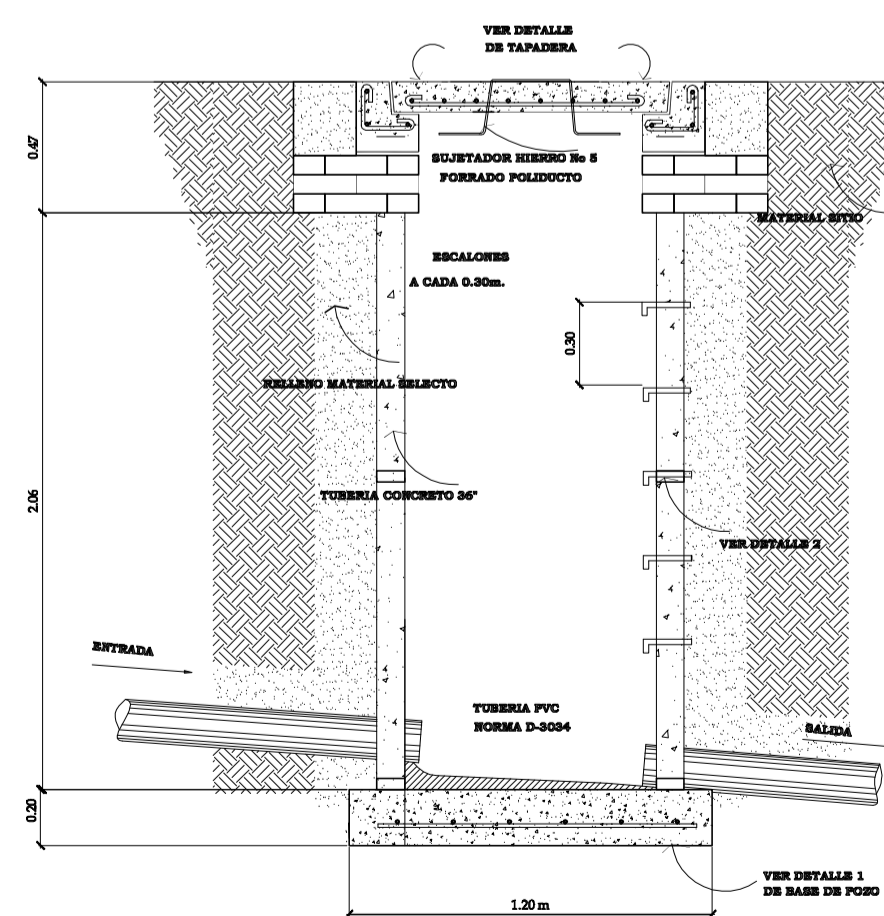 VER DETALLE
DE TAPADERA
0.47
SUJETADOR HIERRO No 5
FORRADO POLIDUCTO
MATERIAL SITIO
ESCALONES
A CADA 0.30m.
0.30
RELLENO MATERIAL SELECTO
TUBERIA CONCRETO 36"
2.06
VER DETALLE 2
ENTRADA
TUBERIA PVC
NORMA D-3034
SALIDA
0.20
VER DETALLE 1
DE BASE DE POZO
1.20 m